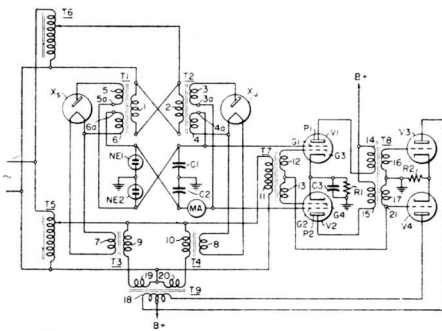 T6
T1
T2
5
5a
6a
6
1
2
3
3a
4
4a
NE1
NE2
C1
C2
MA
T7
11
12
13
G1
P1
V1
G3
C3
R1
G4
G2
P2
V2
B+
14
T8
16
15
17
21
V3
R2
V4
T5
7
9
T3
10
8
T4
19
20
18
T9
B+